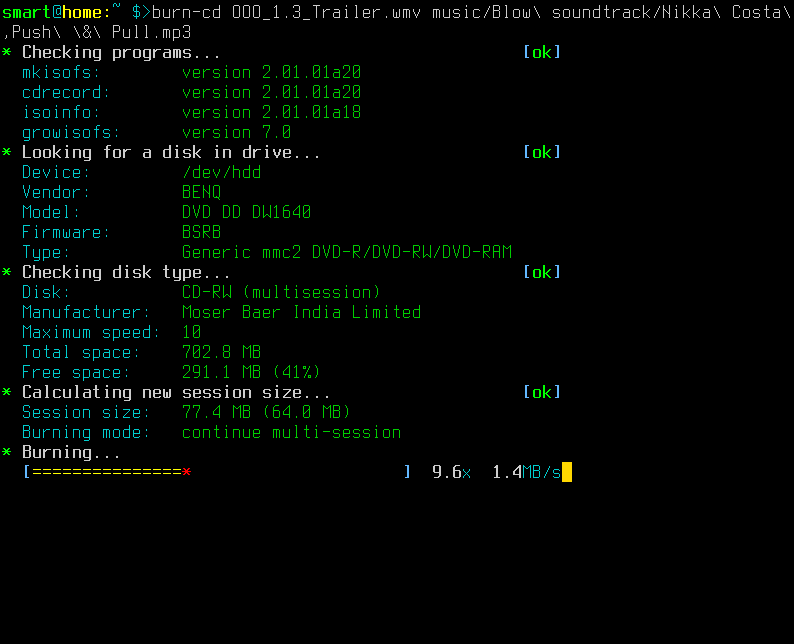 smart@home:~ $>burn-cd OOO_1.3_Trailer.wmv music/Blow\ soundtrack/Nikka\ Costa\
,Push\ \&\ Pull.mp3
* Checking programs... [ok]
mkisofs: version 2.01.01a20
cdrecord: version 2.01.01a20
isoinfo: version 2.01.01a18
growisofs: version 7.0
* Looking for a disk in drive... [ok]
Device: /dev/hdd
Vendor: BENQ
Model: DVD DD DW1640
Firmware: BSRB
Type: Generic mmc2 DVD-R/DVD-RW/DVD-RAM
* Checking disk type... [ok]
Disk: CD-RW (multisession)
Manufacturer: Moser Baer India Limited
Maximum speed: 10
Total space: 702.8 MB
Free space: 291.1 MB (41%)
* Calculating new session size... [ok]
Session size: 77.4 MB (64.0 MB)
Burning mode: continue multi-session
* Burning...
[===============* ] 9.6x 1.4MB/s